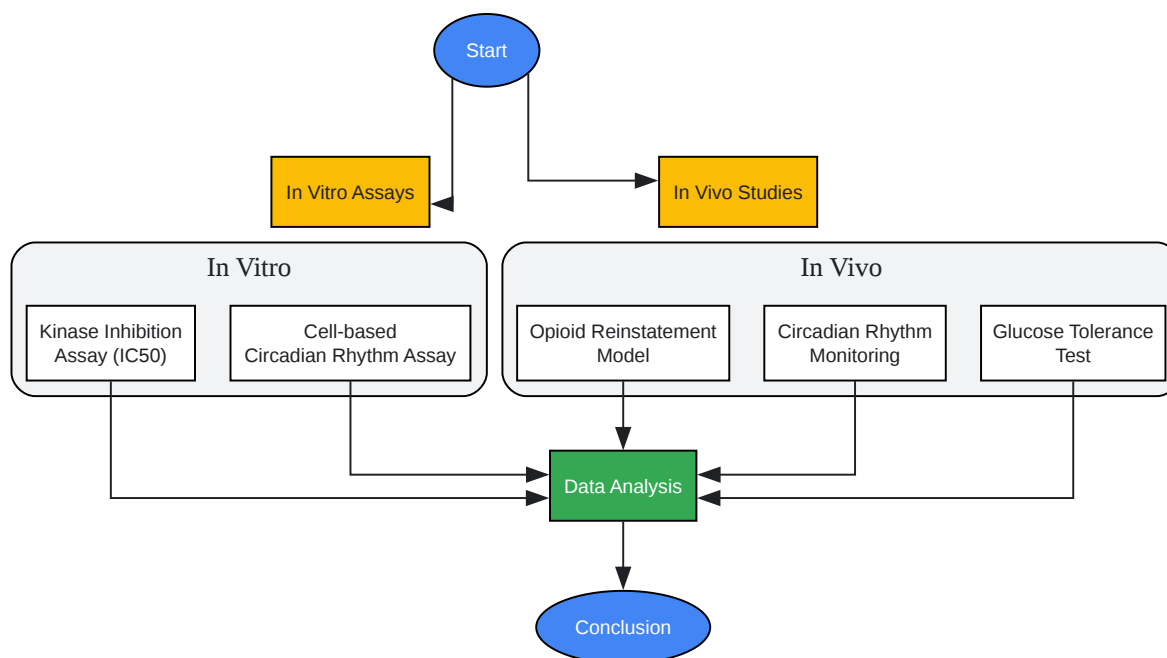 Start
In Vitro Assays
In Vivo Studies
In Vitro
In Vivo
Kinase Inhibition
Assay (IC50)
Cell-based
Circadian Rhythm Assay
Opioid Reinstatement
Model
Circadian Rhythm
Monitoring
Glucose Tolerance
Test
Data Analysis
Conclusion